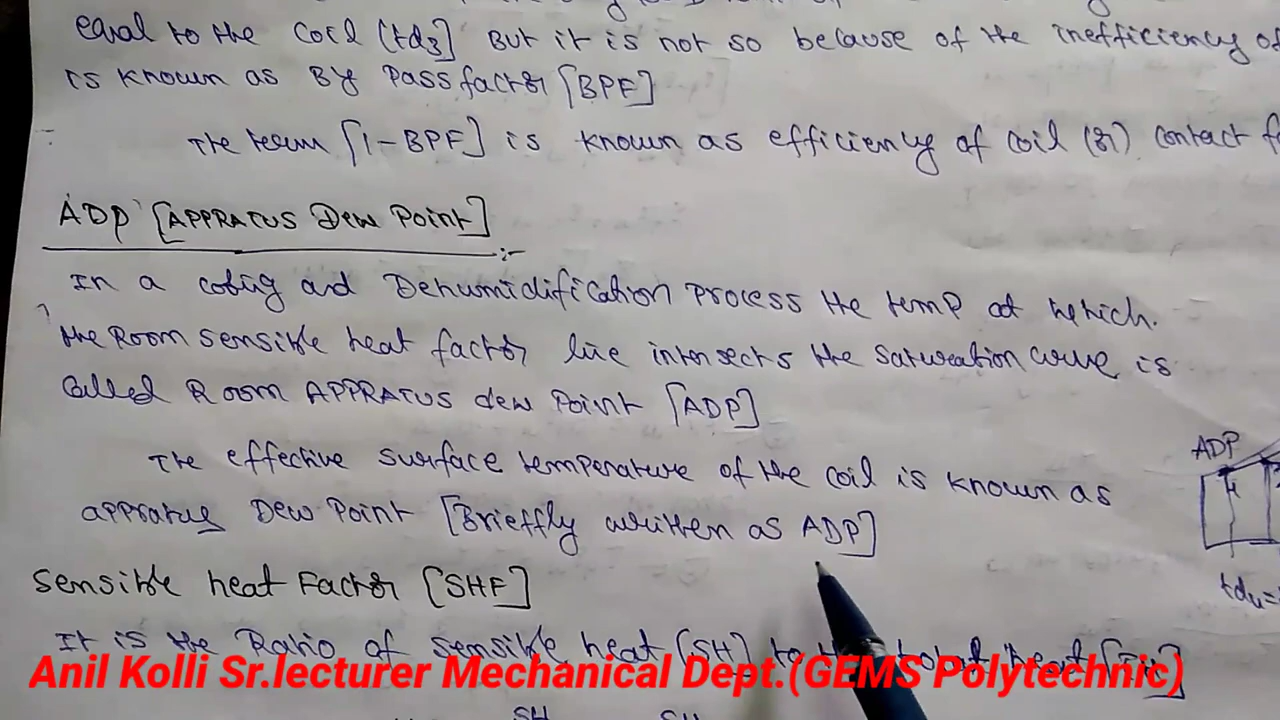 equal to the coil (td3] But it is not so because of the inefficiency of
is known as By Pass factor [BPF]
The term [1-BPF] is known as efficiency of coil (or) contact
ADP [APPRATUS Dew Point] :-
In a coling and Dehumidification process the temp at which.
the Room sensible heat factor line intersects the saturation curve is
called Room APPRATUS dew Point [ADP]
The effective surface temperature of the coil is known as
ADP
appratus Dew Point [Brieffly written as ADP]
Sensible heat Factor [SHF]
It is the Ratio of sensible heat (SH) to the total heat
Anil Kolli Sr.lecturer Mechanical Dept.(GEMS Polytechnic)
SH